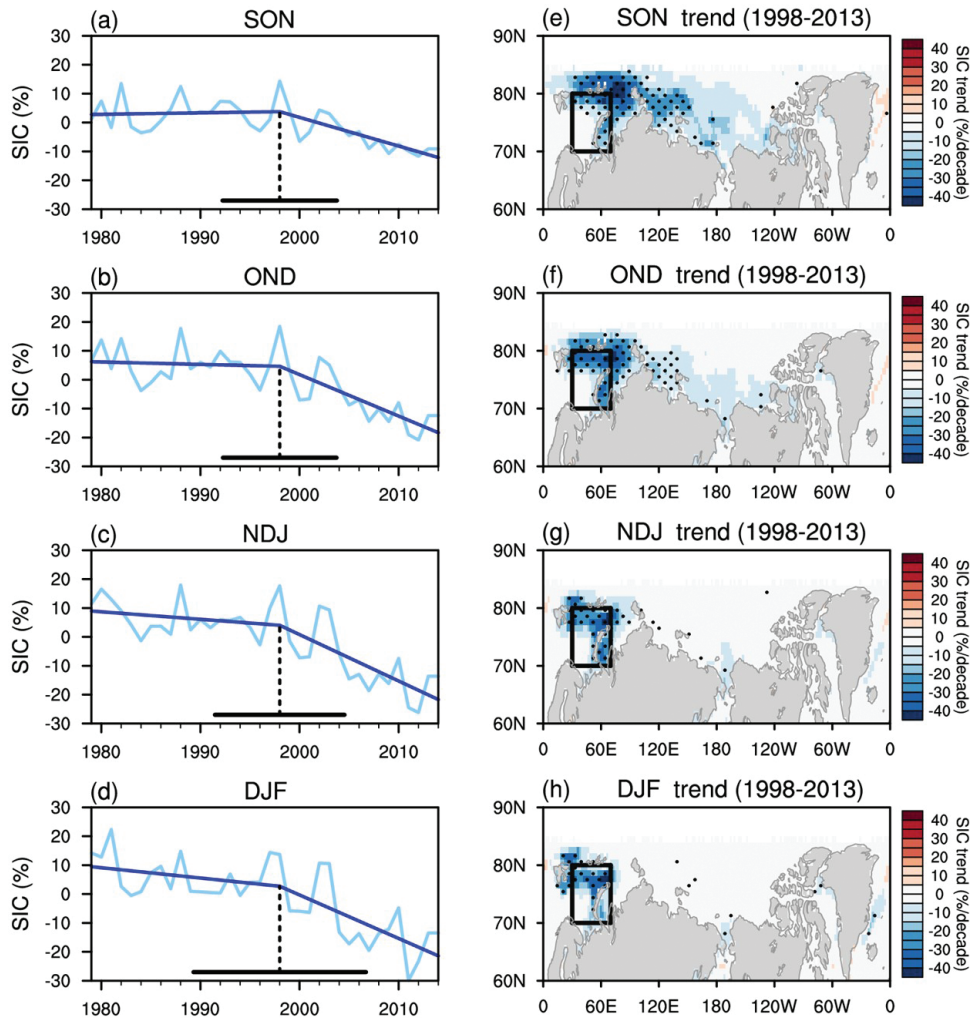 (a) SON
30
20
10
0
-10
-20
-30
SIC (%)
1980 1990 2000 2010
(e) SON trend (1998-2013)
90N
80N
70N
60N
0 60E 120E 180 120W 60W 0
40
30
20
10
0
-10
-20
-30
-40
SIC trend (%/decade)
(b) OND
30
20
10
0
-10
-20
-30
SIC (%)
1980 1990 2000 2010
(f) OND trend (1998-2013)
90N
80N
70N
60N
0 60E 120E 180 120W 60W 0
40
30
20
10
0
-10
-20
-30
-40
SIC trend (%/decade)
(c) NDJ
30
20
10
0
-10
-20
-30
SIC (%)
1980 1990 2000 2010
(g) NDJ trend (1998-2013)
90N
80N
70N
60N
0 60E 120E 180 120W 60W 0
40
30
20
10
0
-10
-20
-30
-40
SIC trend (%/decade)
(d) DJF
30
20
10
0
-10
-20
-30
SIC (%)
1980 1990 2000 2010
(h) DJF trend (1998-2013)
90N
80N
70N
60N
0 60E 120E 180 120W 60W 0
40
30
20
10
0
-10
-20
-30
-40
SIC trend (%/decade)